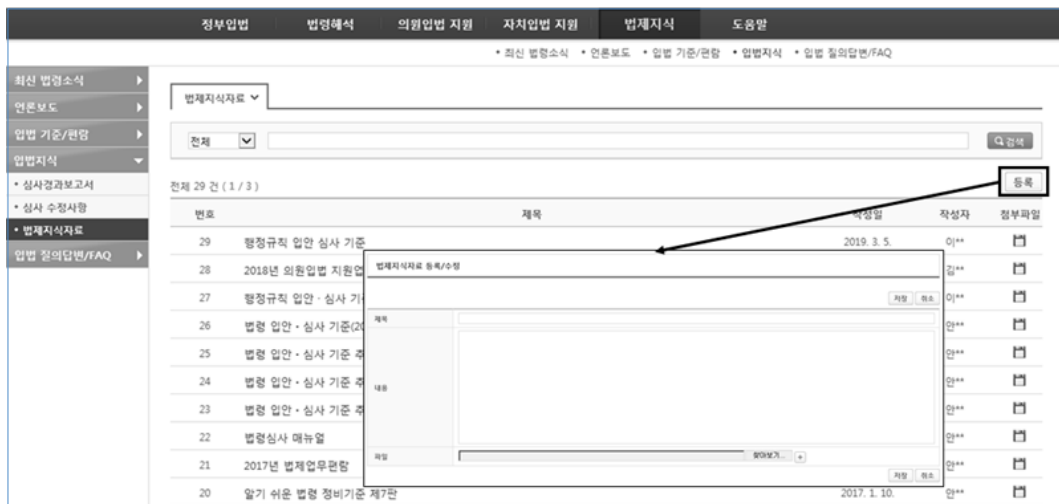 정부입법 법령해석 의원입법 지원 자치입법 지원 법제지식 도움말
• 최신 법령소식 • 언론보도 • 입법 기준/편람 • 입법지식 • 입법 질의답변/FAQ
최신 법령소식
언론보도
입법 기준/편람
입법지식
• 심사경과보고서
• 심사 수정사항
• 법제지식자료
입법 질의답변/FAQ
법제지식자료
전체 검색
전체 29 건 ( 1 / 3 ) 등록
번호 제목 작성일 작성자 첨부파일
29 행정규칙 입안 심사 기준 2019. 3. 5. 이**
28 2018년 의원입법 지원업 김**
27 행정규칙 입안 · 심사 기 이**
26 법령 입안 · 심사 기준(20 안**
25 법령 입안 · 심사 기준 추 안**
24 법령 입안 · 심사 기준 추 안**
23 법령 입안 · 심사 기준 추 안**
22 법령심사 매뉴얼 안**
21 2017년 법제업무편람 안**
20 알기 쉬운 법령 정비기준 제7판 2017. 1. 10. 안**
법제지식자료 등록/수정
저장 취소
제목
내용
파일 찾아보기... +
저장 취소